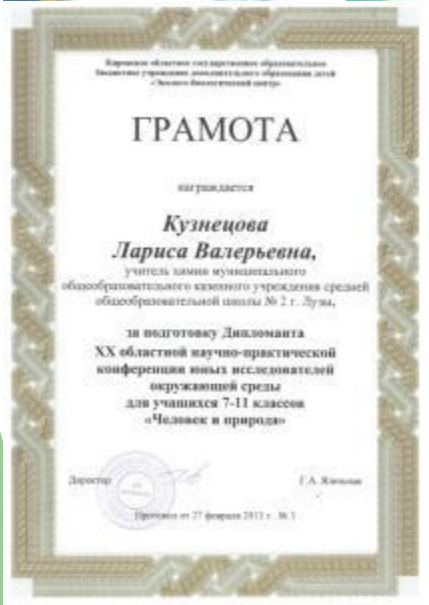 Кировское областное государственное образовательное
бюджетное учреждение дополнительного образования детей
«Эколого-биологический центр»
ГРАМОТА
награждается
Кузнецова
Лариса Валерьевна,
учитель химии муниципального
общеобразовательного казенного учреждения средней
общеобразовательной школы № 2 г. Лузы,
за подготовку Дипломанта
XX областной научно-практической
конференции юных исследователей
окружающей среды
для учащихся 7-11 классов
«Человек и природа»
Директор
Г.А.
Протокол от 27 февраля 2013 г. № 3